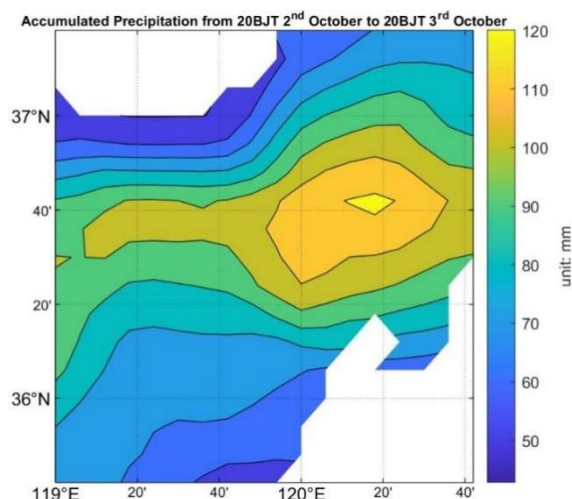 Accumulated Precipitation from 20BJT 2nd October to 20BJT 3rd October
120
110
100
90
80
70
60
50
unit: mm
37°N
40'
20'
36°N
119°E
20'
40'
120°E
20'
40'